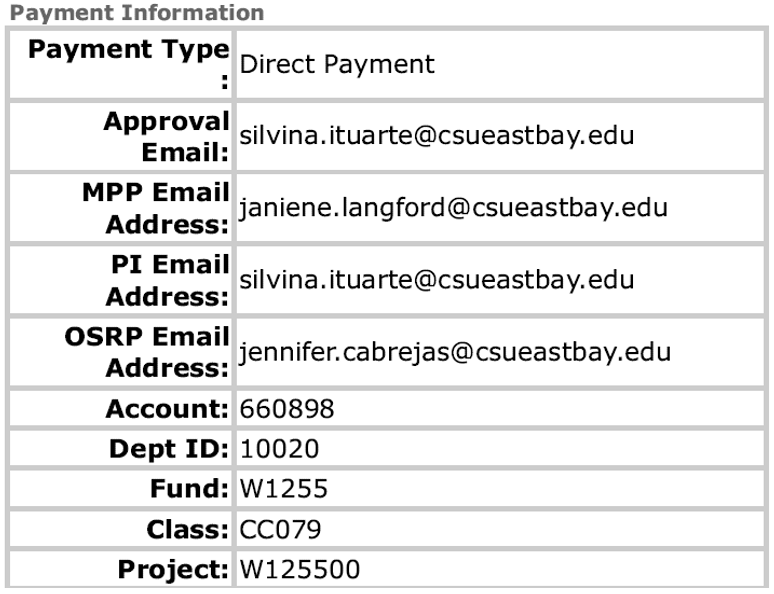 Payment Information
Payment Type
: Direct Payment
Approval
Email: silvina.ituarte@csueastbay.edu
MPP Email
Address: janiene.langford@csueastbay.edu
PI Email
Address: silvina.ituarte@csueastbay.edu
OSRP Email
Address: jennifer.cabrejas@csueastbay.edu
Account: 660898
Dept ID: 10020
Fund: W1255
Class: CC079
Project: W125500